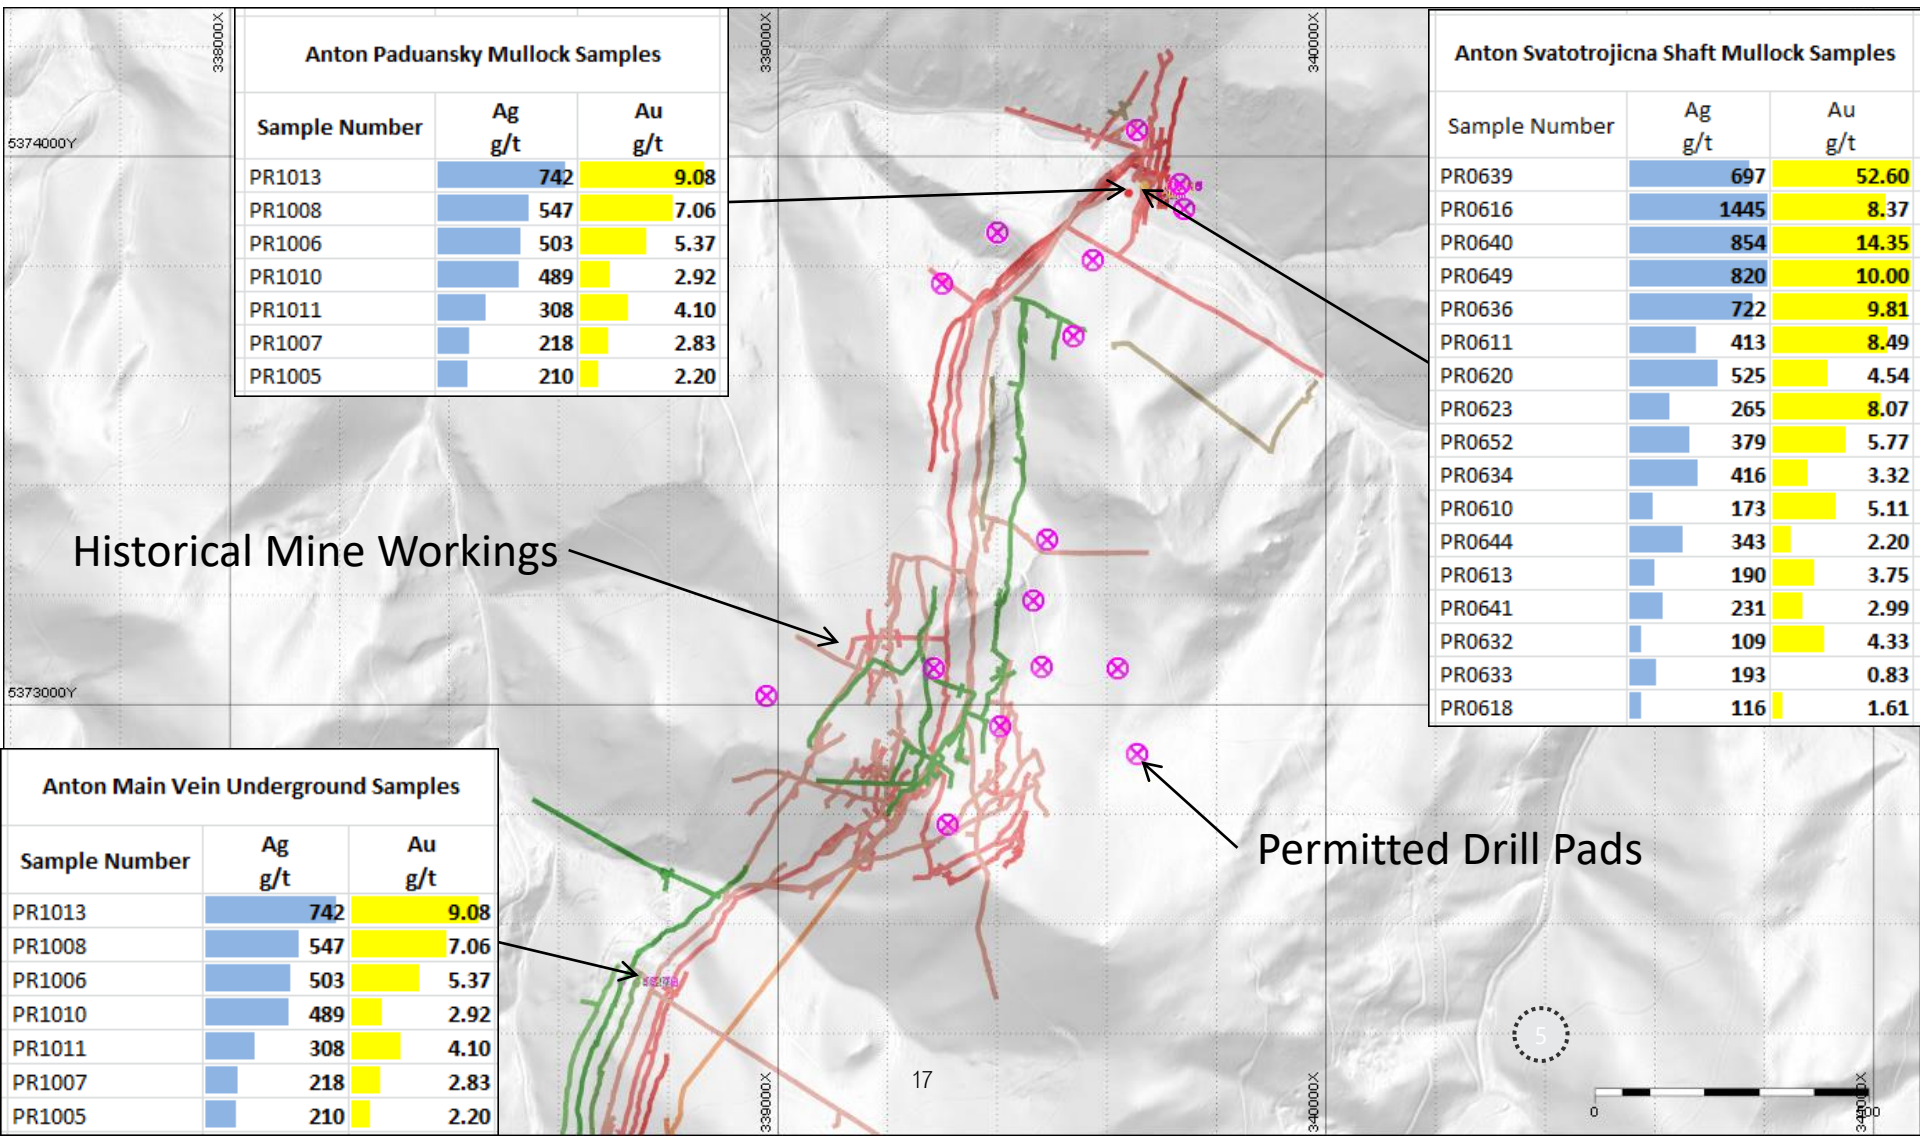 338000X
339000X
340000X
Anton Paduansky Mullock Samples
Sample Number Ag g/t Au g/t
PR1013 742 9.08
PR1008 547 7.06
PR1006 503 5.37
PR1010 489 2.92
PR1011 308 4.10
PR1007 218 2.83
PR1005 210 2.20
Anton Svatotrojicna Shaft Mullock Samples
Sample Number Ag g/t Au g/t
PR0639 697 52.60
PR0616 1445 8.37
PR0640 854 14.35
PR0649 820 10.00
PR0636 722 9.81
PR0611 413 8.49
PR0620 525 4.54
PR0623 265 8.07
PR0652 379 5.77
PR0634 416 3.32
PR0610 173 5.11
PR0644 343 2.20
PR0613 190 3.75
PR0641 231 2.99
PR0632 109 4.33
PR0633 193 0.83
PR0618 116 1.61
5374000Y
Historical Mine Workings
5373000Y
Anton Main Vein Underground Samples
Sample Number Ag g/t Au g/t
PR1013 742 9.08
PR1008 547 7.06
PR1006 503 5.37
PR1010 489 2.92
PR1011 308 4.10
PR1007 218 2.83
PR1005 210 2.20
Permitted Drill Pads
5
17
339000X
340000X
0